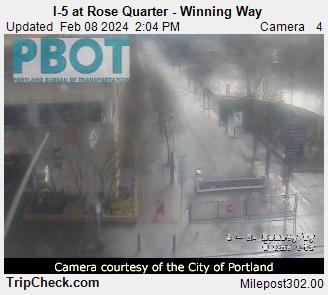 I-5 at Rose Quarter - Winning Way
Updated Feb 08 2024 2:04 PM Camera 4
PBOT
PORTLAND BUREAU OF TRANSPORTATION
Camera courtesy of the City of Portland
TripCheck.com Milepost302.00